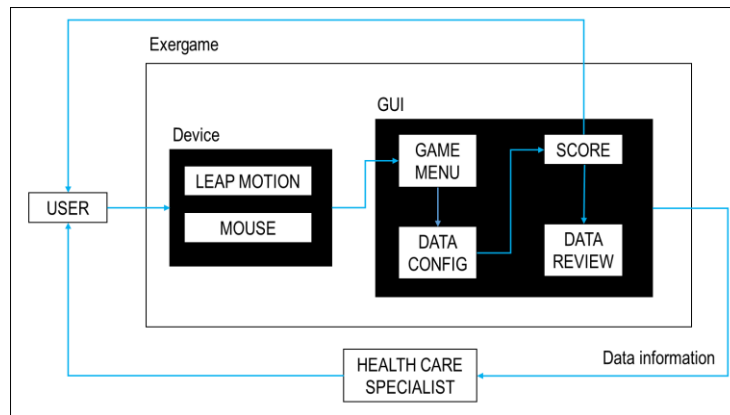 Exergame
GUI
Device
GAME
MENU
SCORE
LEAP MOTION
USER
MOUSE
DATA
CONFIG
DATA
REVIEW
HEALTH CARE
SPECIALIST
Data information